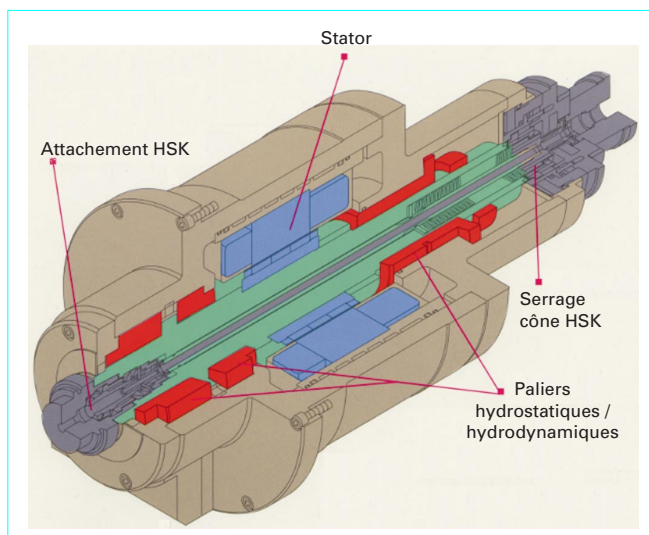 Stator
Attachement HSK
Serrage
cône HSK
Paliers
hydrostatiques /
hydrodynamiques